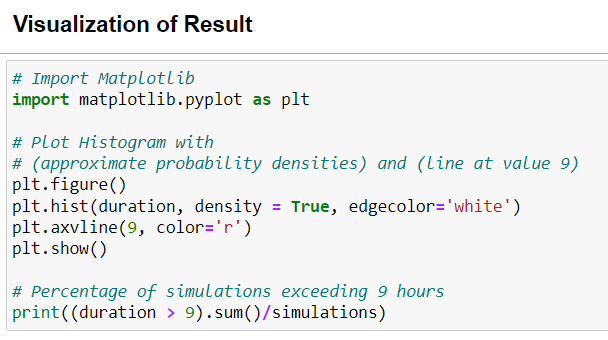 Visualization of Result
# Import Matplotlib
import matplotlib.pyplot as plt
# Plot Histogram with
# (approximate probability densities) and (line at value 9)
plt.figure()
plt.hist(duration, density = True, edgecolor='white')
plt.axvline(9, color='r')
plt.show()
# Percentage of simulations exceeding 9 hours
print((duration > 9).sum()/simulations)